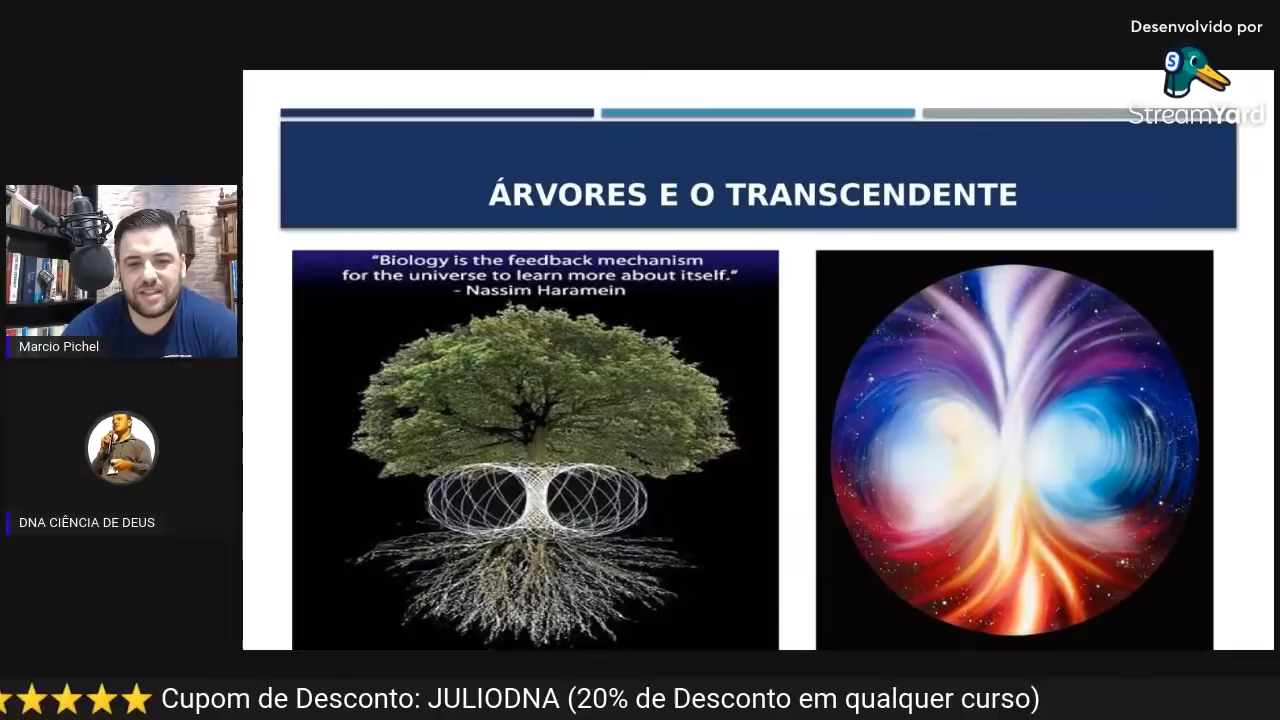 Desenvolvido por
S
StreamYard
ÁRVORES E O TRANSCENDENTE
“Biology is the feedback mechanism
for the universe to learn more about itself.”
- Nassim Haramein
Marcio Pichel
DNA CIÊNCIA DE DEUS
Cupom de Desconto: JULIODNA (20% de Desconto em qualquer curso)